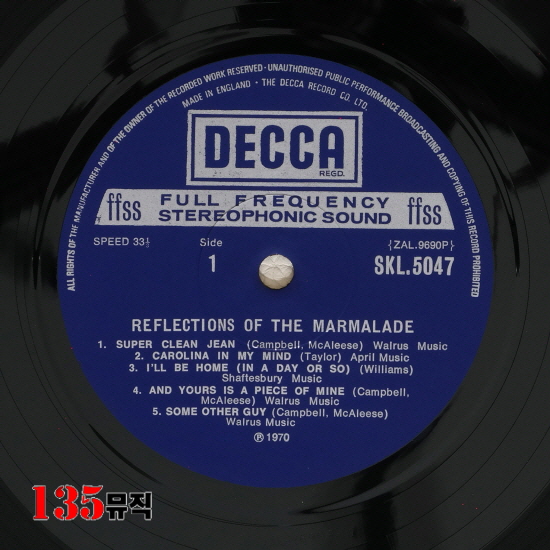 ALL RIGHTS OF THE MANUFACTURER AND OF THE OWNER OF THE RECORDED WORK RESERVED · UNAUTHORISED PUBLIC PERFORMANCE BROADCASTING AND COPYING OF THIS RECORD PROHIBITED
MADE IN ENGLAND · THE DECCA RECORD CO. LTD.
DECCA
REGD.
ffss FULL FREQUENCY STEREOPHONIC SOUND ffss
SPEED 33⅓ Side 1 {ZAL.9690P}
SKL.5047
REFLECTIONS OF THE MARMALADE
1. SUPER CLEAN JEAN (Campbell, McAleese) Walrus Music
2. CAROLINA IN MY MIND (Taylor) April Music
3. I'LL BE HOME (IN A DAY OR SO) (Williams)
Shaftesbury Music
4. AND YOURS IS A PIECE OF MINE (Campbell,
McAleese) Walrus Music
5. SOME OTHER GUY (Campbell, McAleese)
Walrus Music
℗ 1970
135뮤직